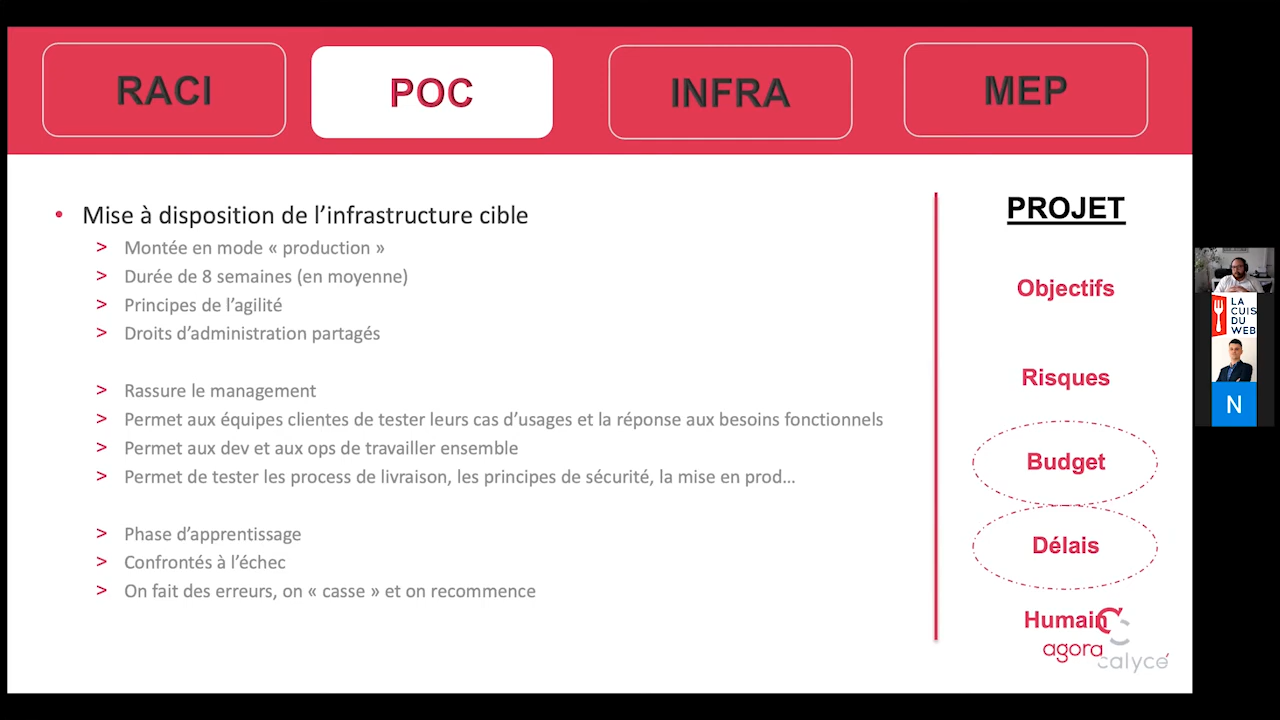 RACI
POC
INFRA
MEP
• Mise à disposition de l’infrastructure cible
> Montée en mode « production »
> Durée de 8 semaines (en moyenne)
> Principes de l’agilité
> Droits d’administration partagés
> Rassure le management
> Permet aux équipes clientes de tester leurs cas d’usages et la réponse aux besoins fonctionnels
> Permet aux dev et aux ops de travailler ensemble
> Permet de tester les process de livraison, les principes de sécurité, la mise en prod…
> Phase d’apprentissage
> Confrontés à l’échec
> On fait des erreurs, on « casse » et on recommence
PROJET
Objectifs
Risques
Budget
Délais
Humain
agora
calycé
LA
CUIS
DU
WEB
N